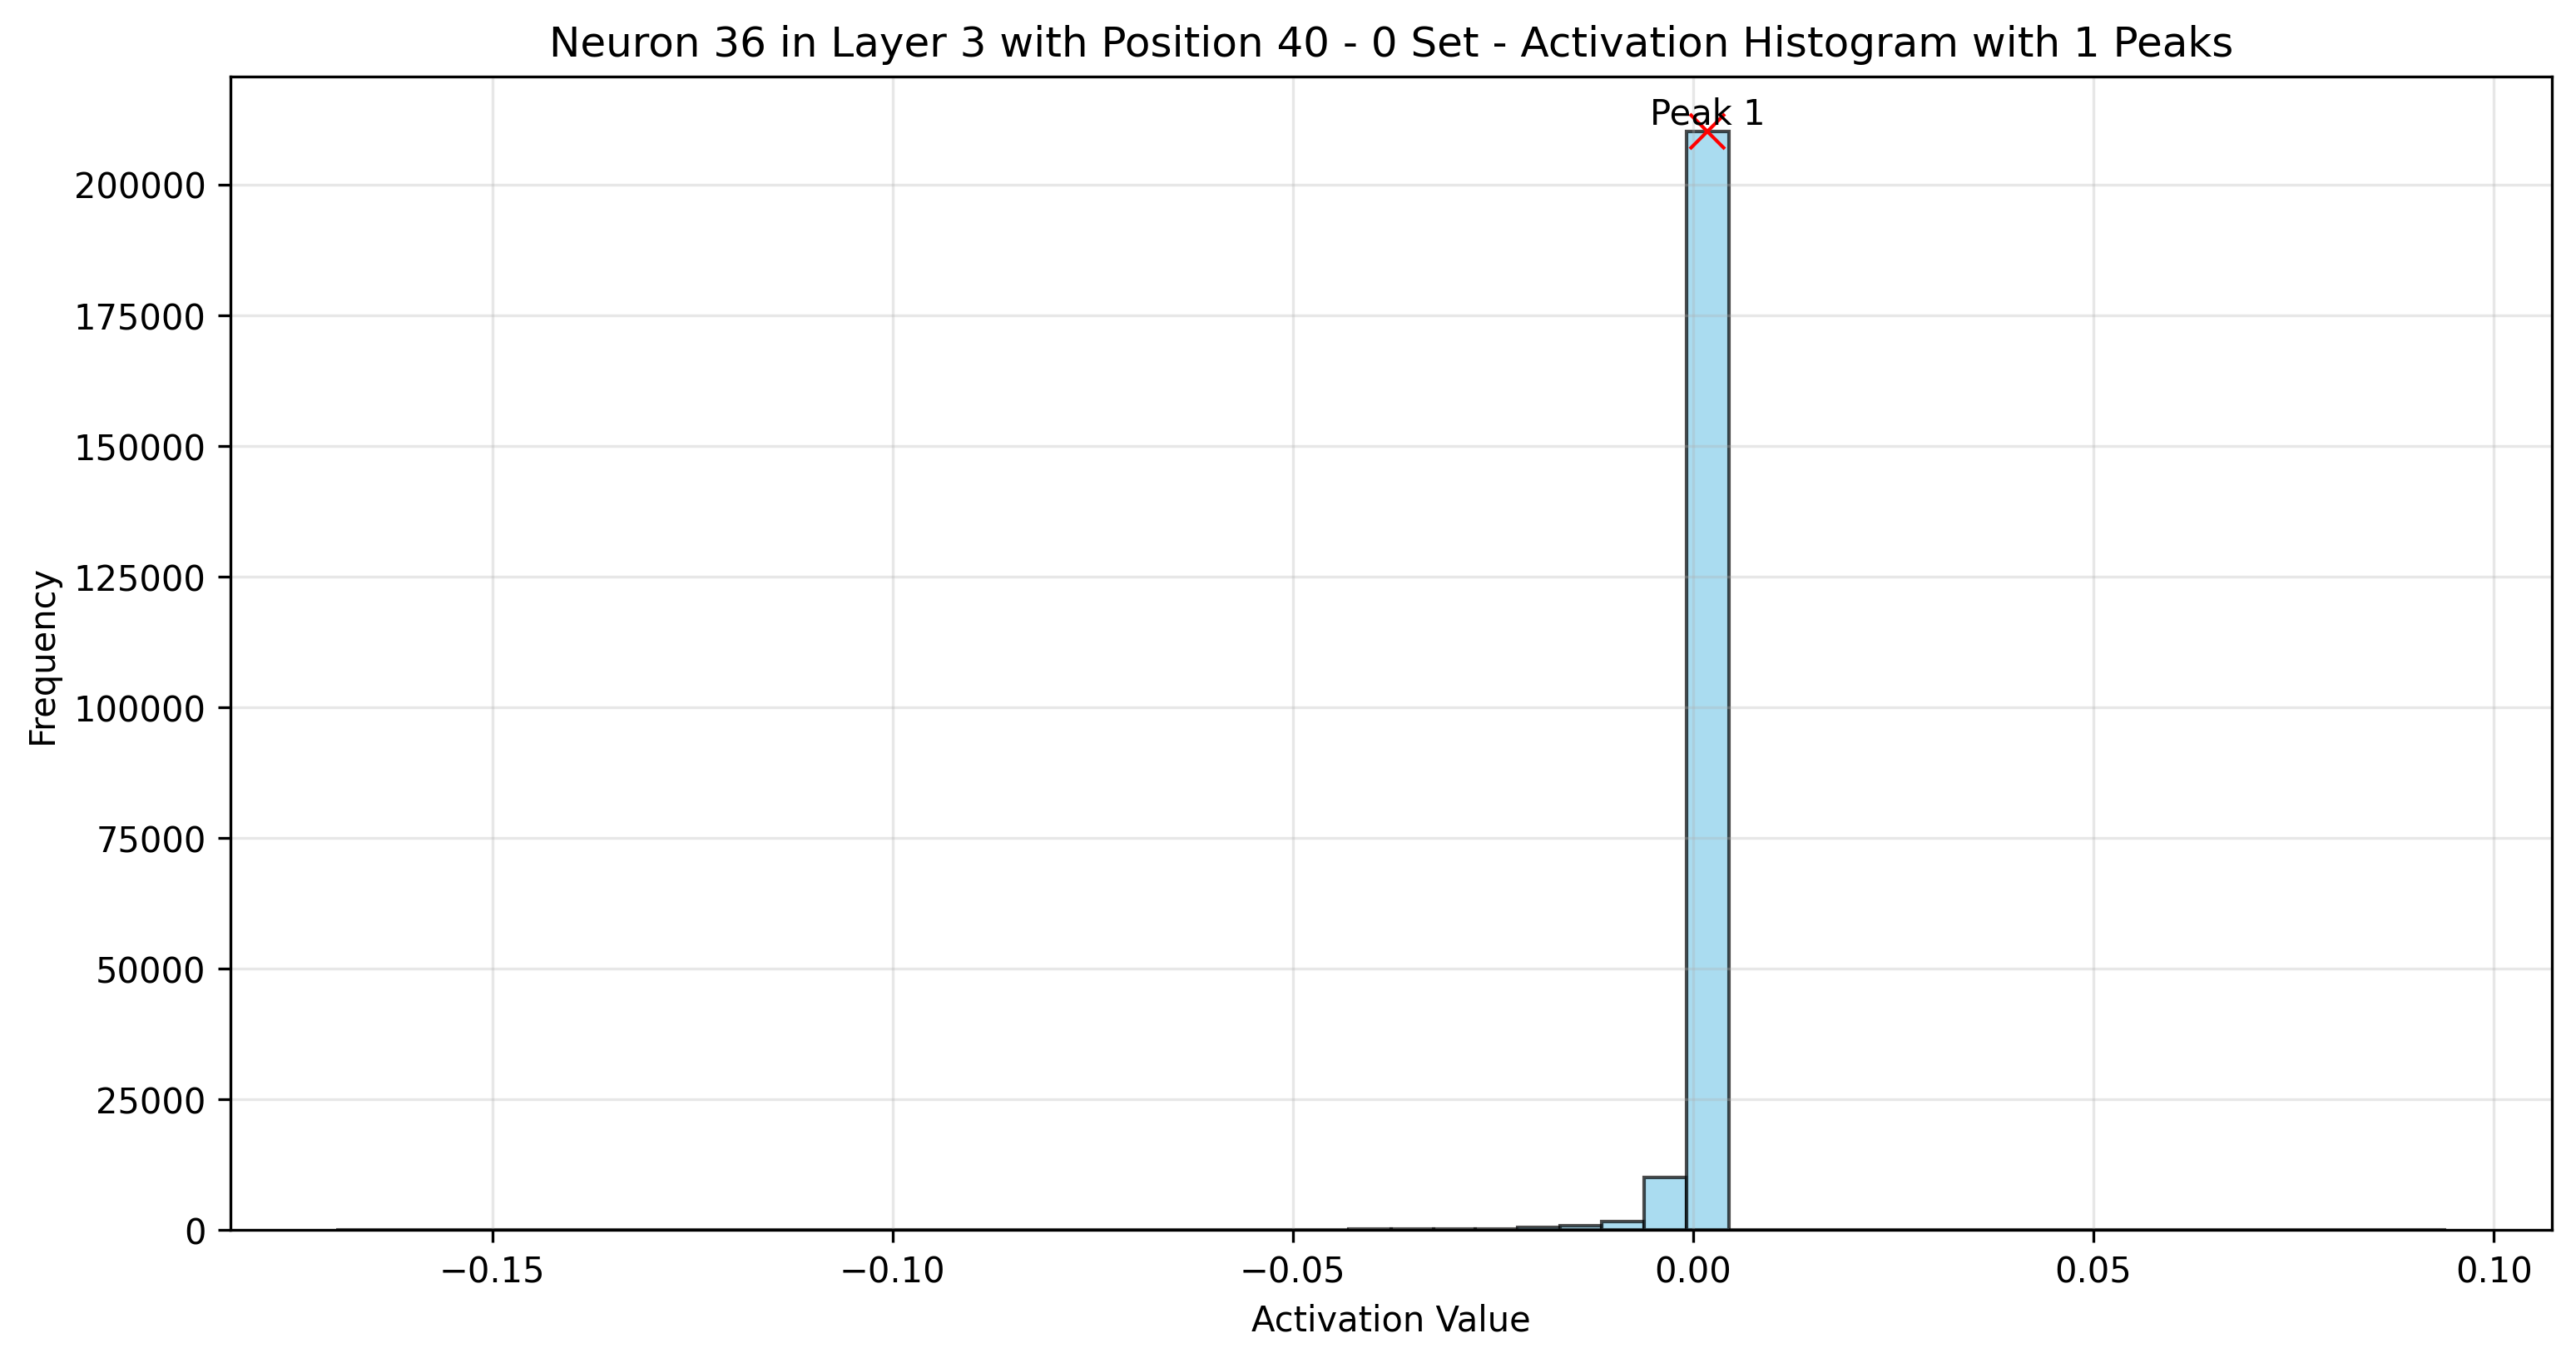 Neuron 36 in Layer 3 with Position 40 - 0 Set - Activation Histogram with 1 Peaks
Peak 1
200000
175000
150000
125000
100000
75000
50000
25000
0
Frequency
−0.15 −0.10 −0.05 0.00 0.05 0.10
Activation Value